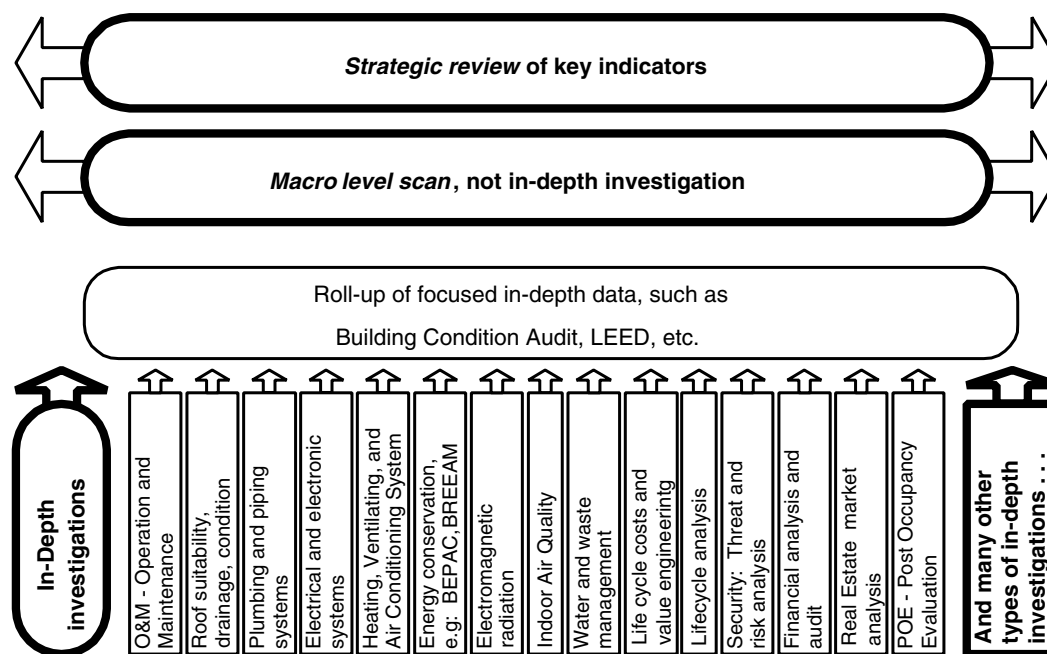 Strategic review of key indicators
Macro level scan, not in-depth investigation
Roll-up of focused in-depth data, such as
Building Condition Audit, LEED, etc.
In-Depth
investigations
O&M - Operation and
Maintenance
Roof suitability,
drainage, condition
Plumbing and piping
systems
Electrical and electronic
systems
Heating, Ventilating, and
Air Conditioning System
Energy conservation,
e.g: BEPAC,BREEAM
Electromagnetic
radiation
Indoor Air Quality
Water and waste
management
Life cycle costs and
value engineerintg
Lifecycle analysis
Security: Threat and
risk analysis
Financial analysis and
audit
Real Estate market
analysis
POE - Post Occupancy
Evaluation
And many other
types of in-depth
investigations . . .